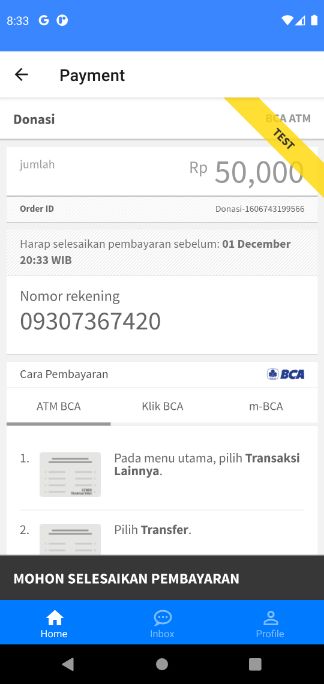 8:33
Payment
Donasi
BCA ATM
TEST
jumlah
Rp 50,000
Order ID
Donasi-1606743199566
Harap selesaikan pembayaran sebelum: 01 December
20:33 WIB
Nomor rekening
09307367420
Cara Pembayaran
BCA
ATM BCA
Klik BCA
m-BCA
1.
Pada menu utama, pilih Transaksi
Lainnya.
2.
Pilih Transfer.
MOHON SELESAIKAN PEMBAYARAN
Home
Inbox
Profile